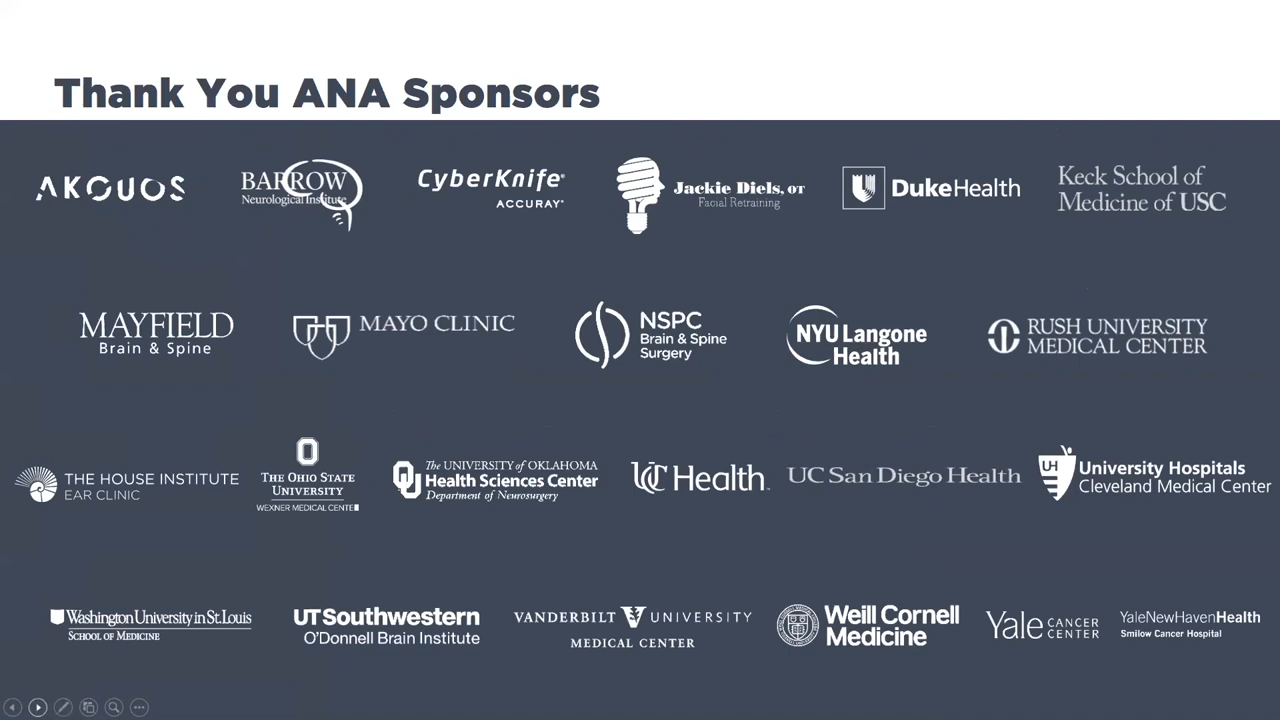 Thank You ANA Sponsors
AKOUOS
BARROW
Neurological Institute
CyberKnife®
ACCURAY®
Jackie Diels, OT
Facial Retraining
DukeHealth
Keck School of
Medicine of USC
MAYFIELD
Brain & Spine
MAYO CLINIC
NSPC
Brain & Spine
Surgery
NYU Langone
Health
RUSH UNIVERSITY
MEDICAL CENTER
THE HOUSE INSTITUTE
EAR CLINIC
THE OHIO STATE
UNIVERSITY
WEXNER MEDICAL CENTE
The UNIVERSITY of OKLAHOMA
Health Sciences Center
Department of Neurosurgery
UC Health™
UC San Diego Health
UH
University Hospitals
Cleveland Medical Center
Washington University in St. Louis
SCHOOL OF MEDICINE
UTSouthwestern
O'Donnell Brain Institute
VANDERBILT V UNIVERSITY
MEDICAL CENTER
Weill Cornell
Medicine
Yale CANCER
CENTER
YaleNewHavenHealth
Smilow Cancer Hospital